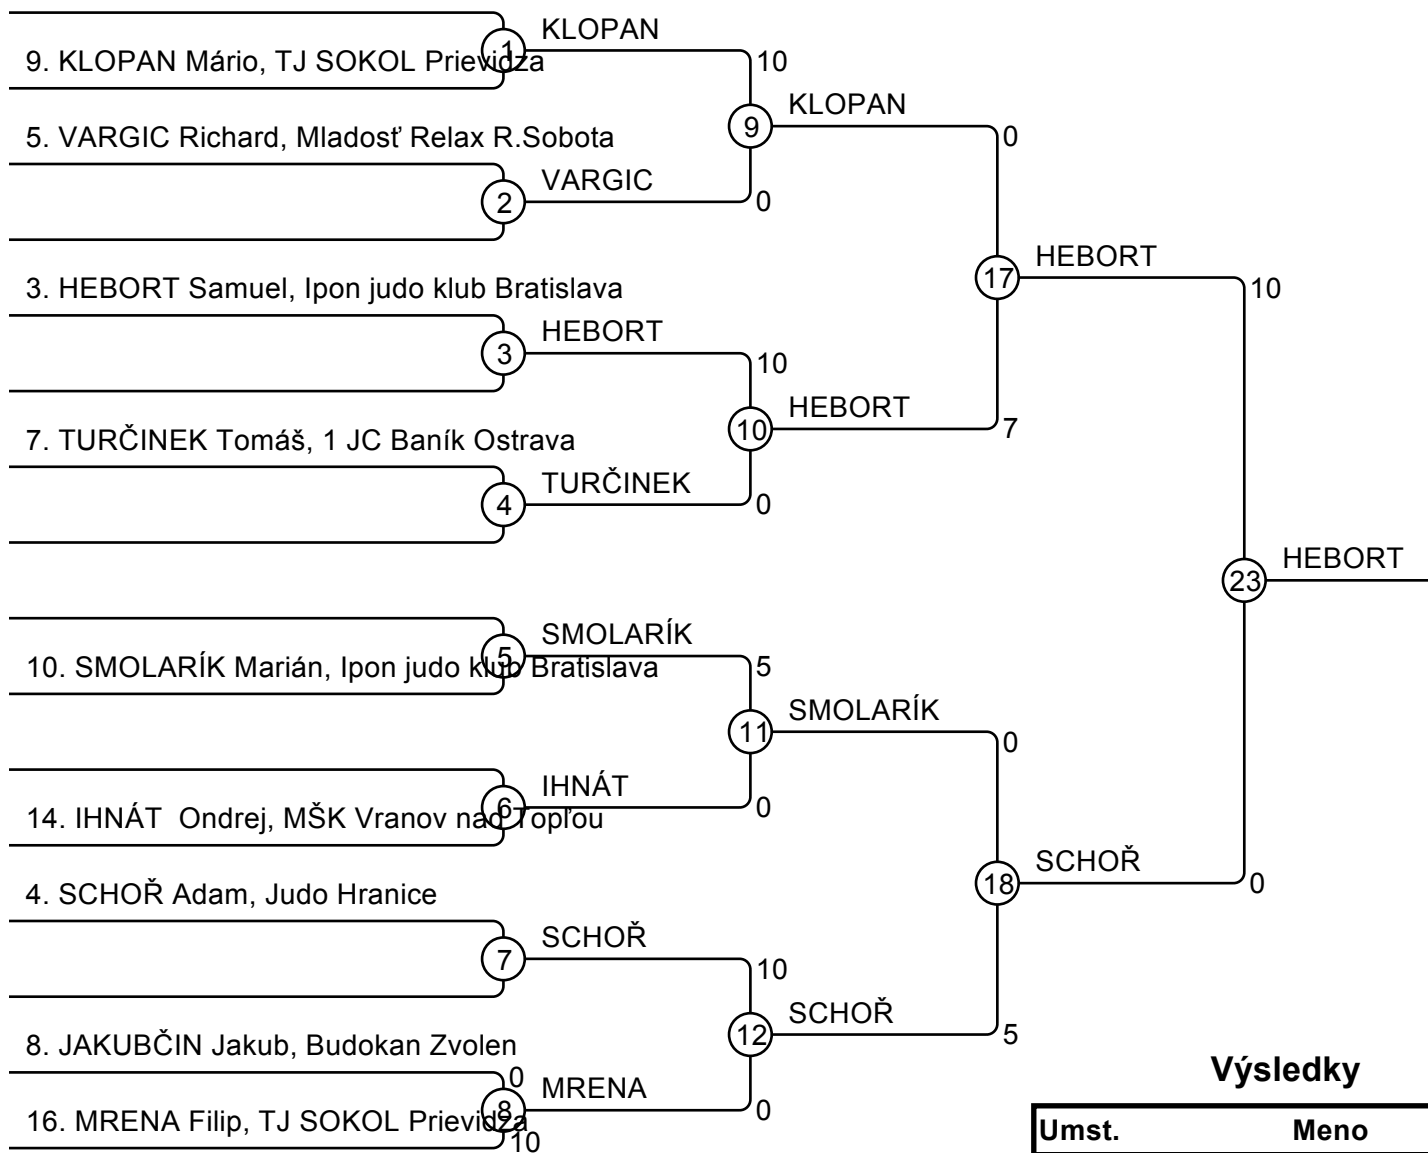 KLOPAN
9. KLOPAN Mário, TJ SOKOL Prievidza
1
10
KLOPAN
9
0
5. VARGIC Richard, Mladosť Relax R.Sobota
VARGIC
2
0
HEBORT
17
10
3. HEBORT Samuel, Ipon judo klub Bratislava
HEBORT
3
10
HEBORT
10
7
7. TURČINEK Tomáš, 1 JC Baník Ostrava
TURČINEK
4
0
HEBORT
23
SMOLARÍK
5
10. SMOLARÍK Marián, Ipon judo klub Bratislava
5
SMOLARÍK
11
0
IHNÁT
6
14. IHNÁT Ondrej, MŠK Vranov nad Topľou
0
SCHOŘ
18
0
4. SCHOŘ Adam, Judo Hranice
SCHOŘ
7
10
SCHOŘ
12
5
8. JAKUBČIN Jakub, Budokan Zvolen
0
MRENA
8
0
16. MRENA Filip, TJ SOKOL Prievidza
10
Výsledky
Umst. Meno